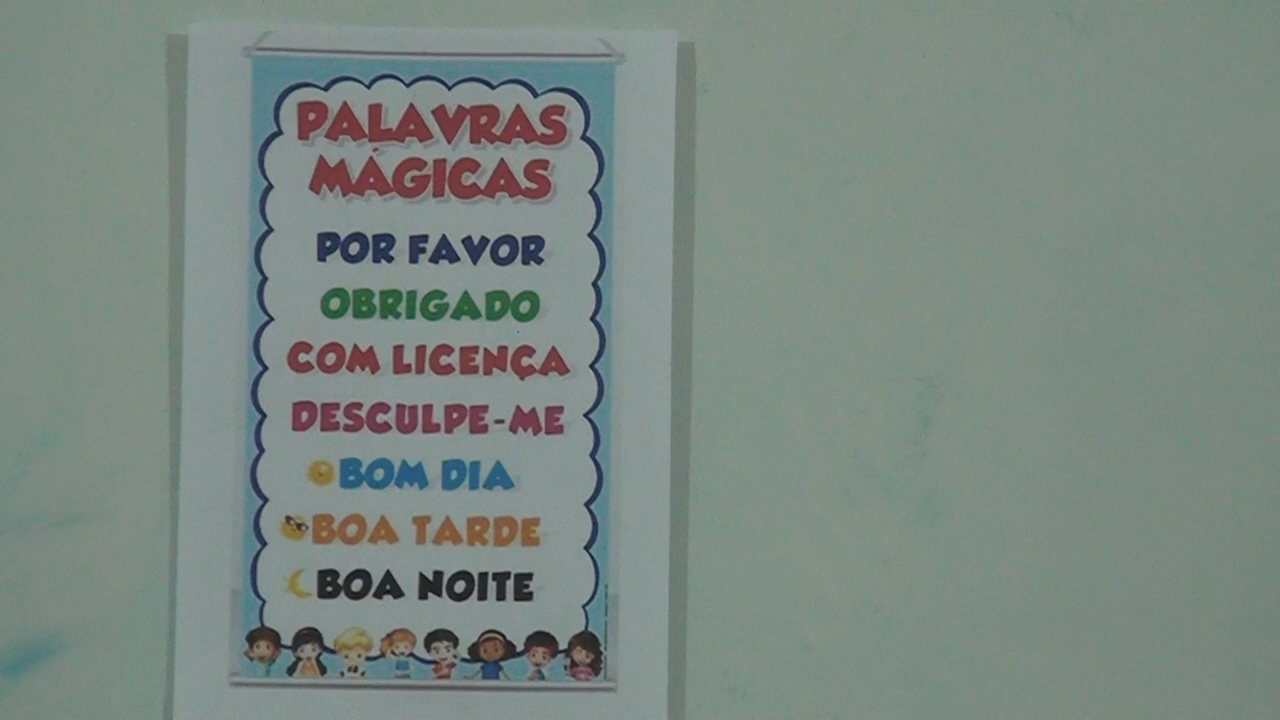 PALAVRAS
MÁGICAS
POR FAVOR
OBRIGADO
COM LICENÇA
DESCULPE-ME
BOM DIA
BOA TARDE
BOA NOITE